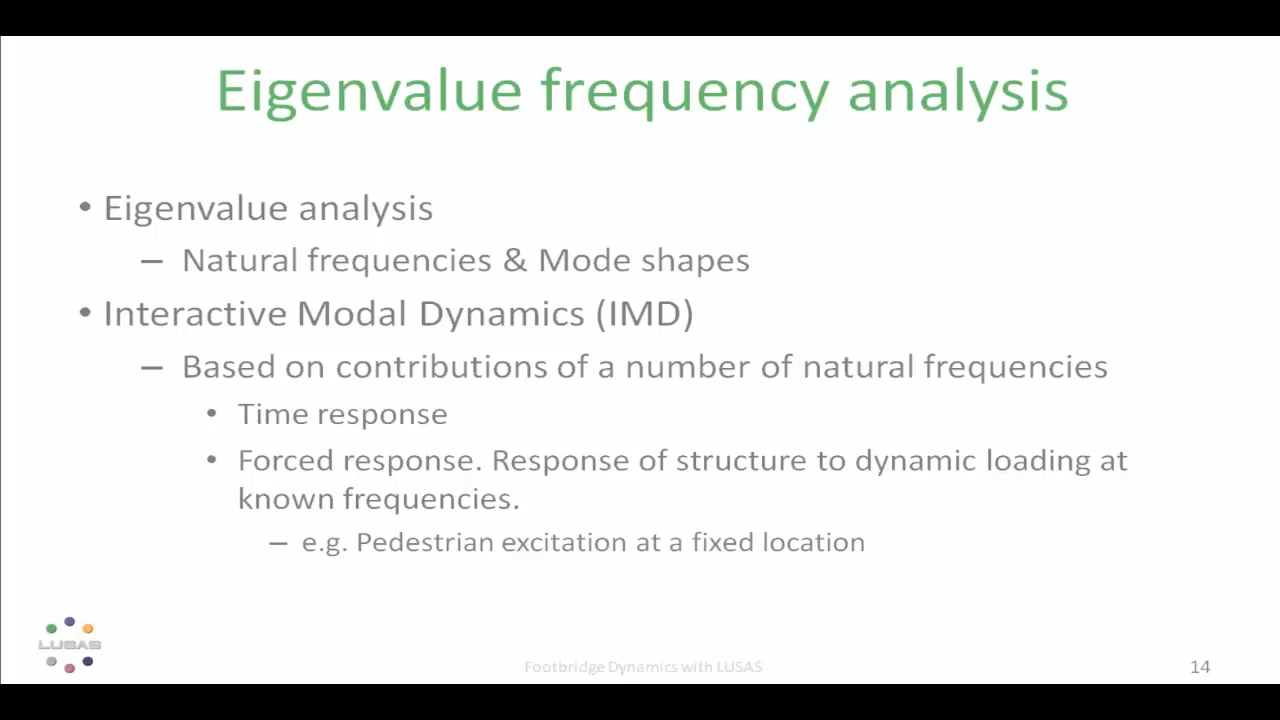 Eigenvalue frequency analysis
• Eigenvalue analysis
– Natural frequencies & Mode shapes
• Interactive Modal Dynamics (IMD)
– Based on contributions of a number of natural frequencies
• Time response
• Forced response. Response of structure to dynamic loading at
known frequencies.
– e.g. Pedestrian excitation at a fixed location
LUSAS
Footbridge Dynamics with LUSAS
14